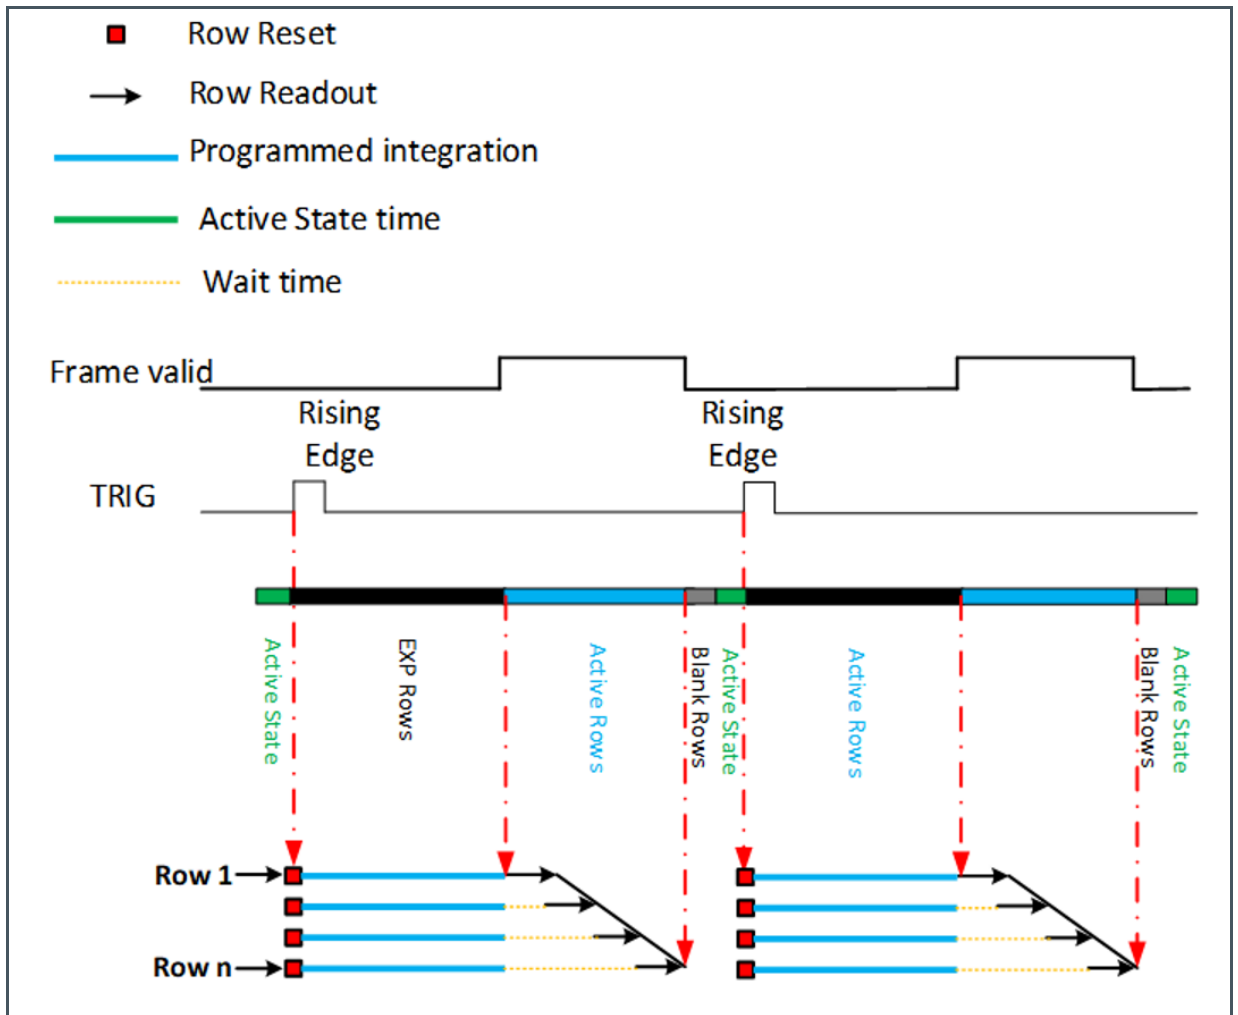 Row Reset
Row Readout
Programmed integration
Active State time
Wait time
Frame valid
Rising
Edge
Rising
Edge
TRIG
Active State
EXP Rows
Active Rows
Blank Rows
Active State
Active Rows
Blank Rows
Active State
Row 1
Row n